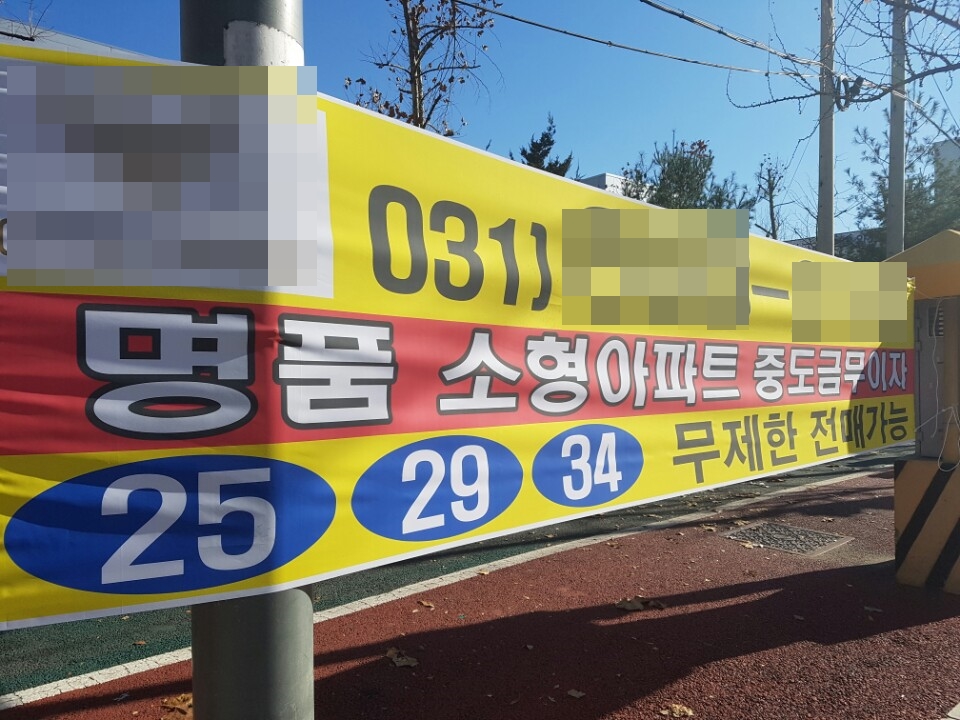 031) –
명품 소형아파트 중도금무이자
25 29 34 무제한 전매가능